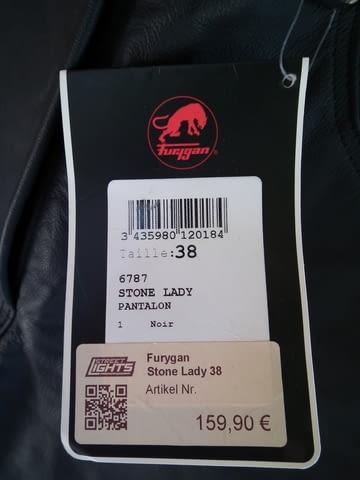 furygan
3 435980 120184
Taille:38
6787
STONE LADY
PANTALON
1 Noir
STREET
LIGHTS
Furygan
Stone Lady 38
Artikel Nr.
159,90 €